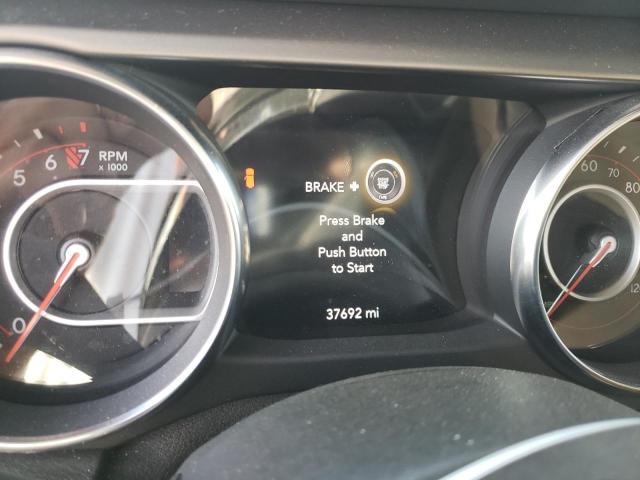 5 6 7 RPM
x 1000
0
BRAKE +
Press Brake
and
Push Button
to Start
37692 mi
60 70 80
120